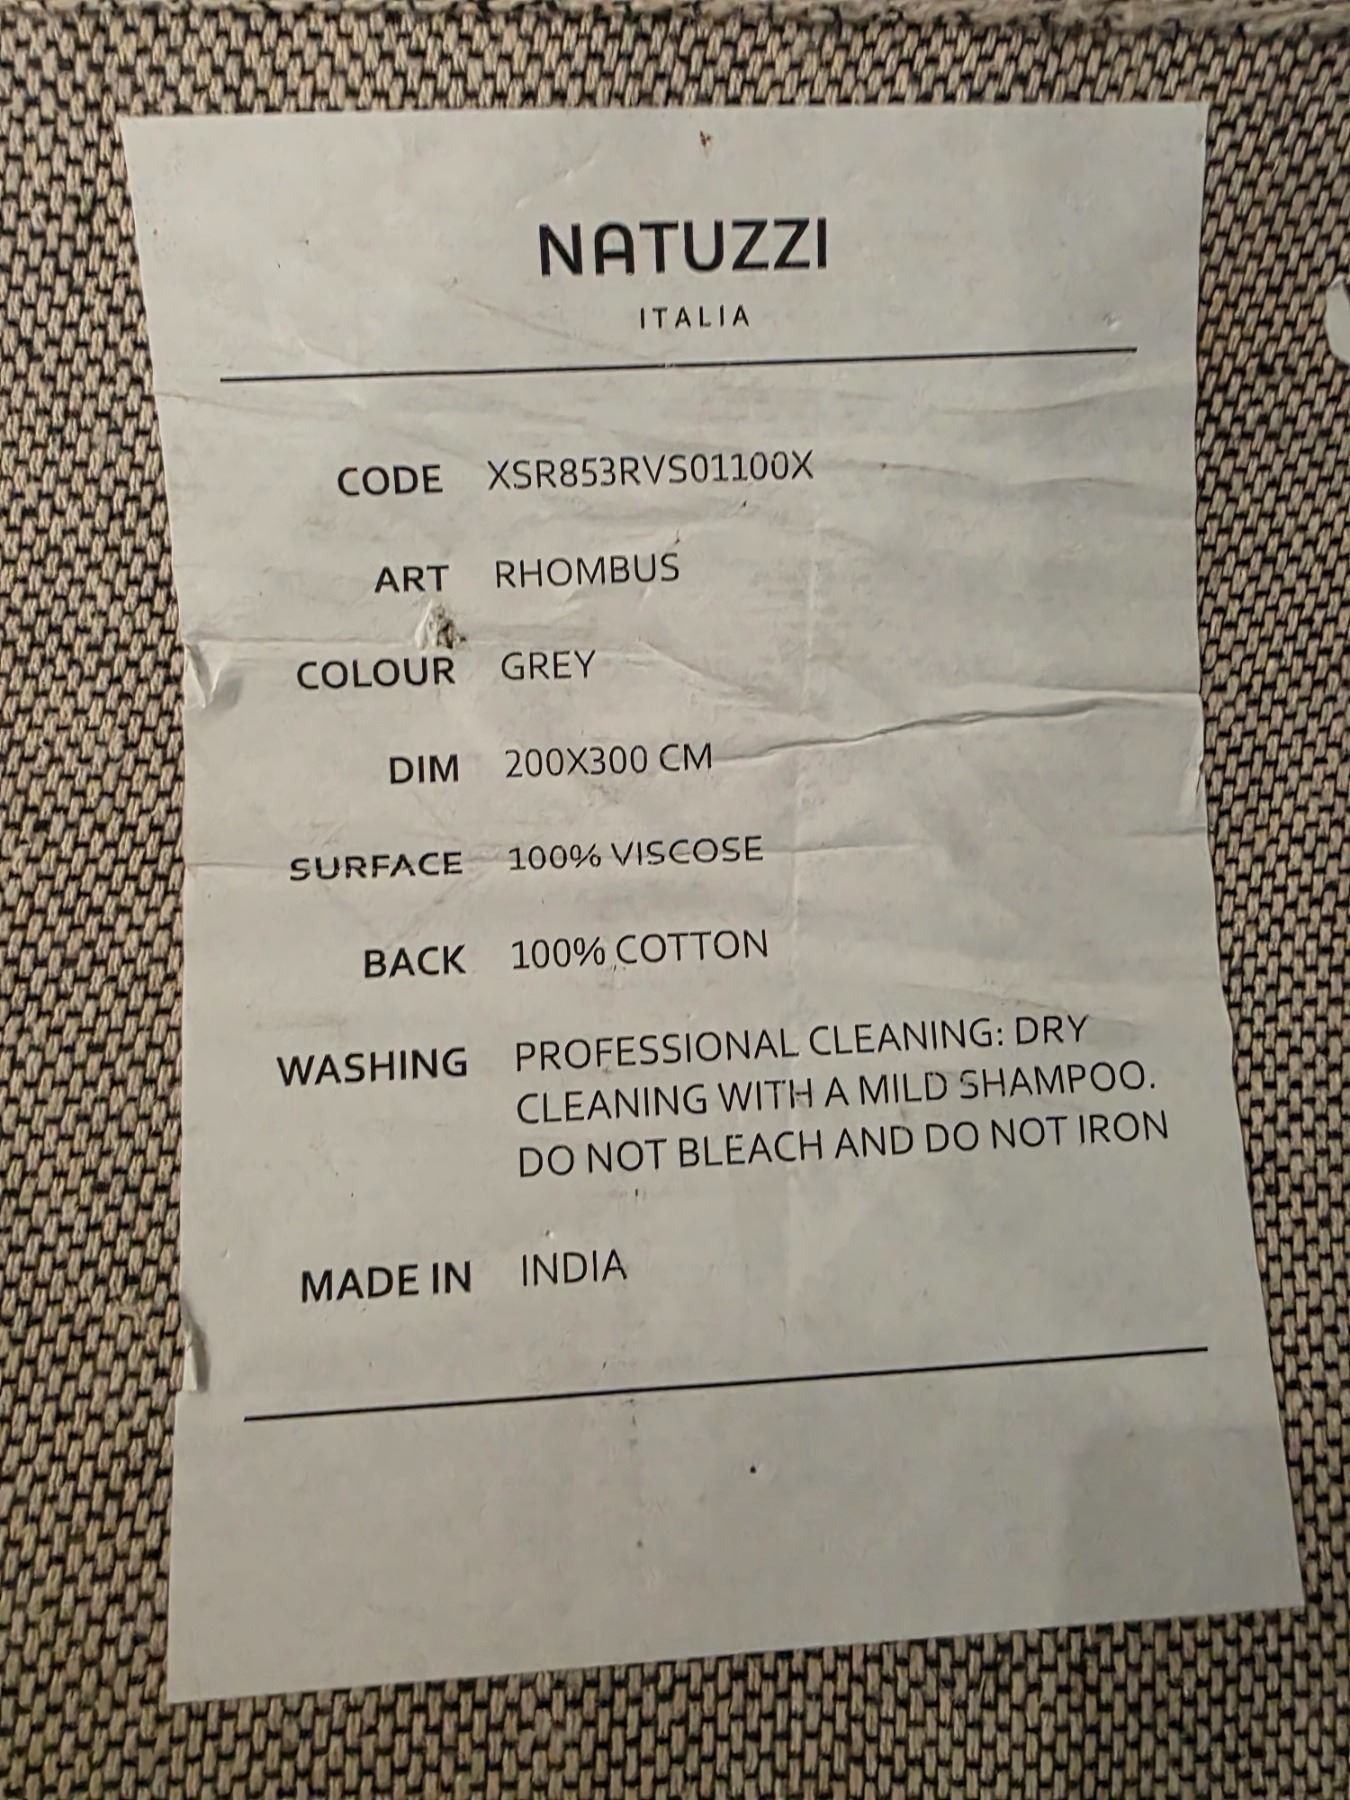 NATUZZI
ITALIA
CODE XSR853RVS01100X
ART RHOMBUS
COLOUR GREY
DIM 200X300 CM
SURFACE 100% VISCOSE
BACK 100% COTTON
WASHING PROFESSIONAL CLEANING: DRY
CLEANING WITH A MILD SHAMPOO.
DO NOT BLEACH AND DO NOT IRON
MADE IN INDIA